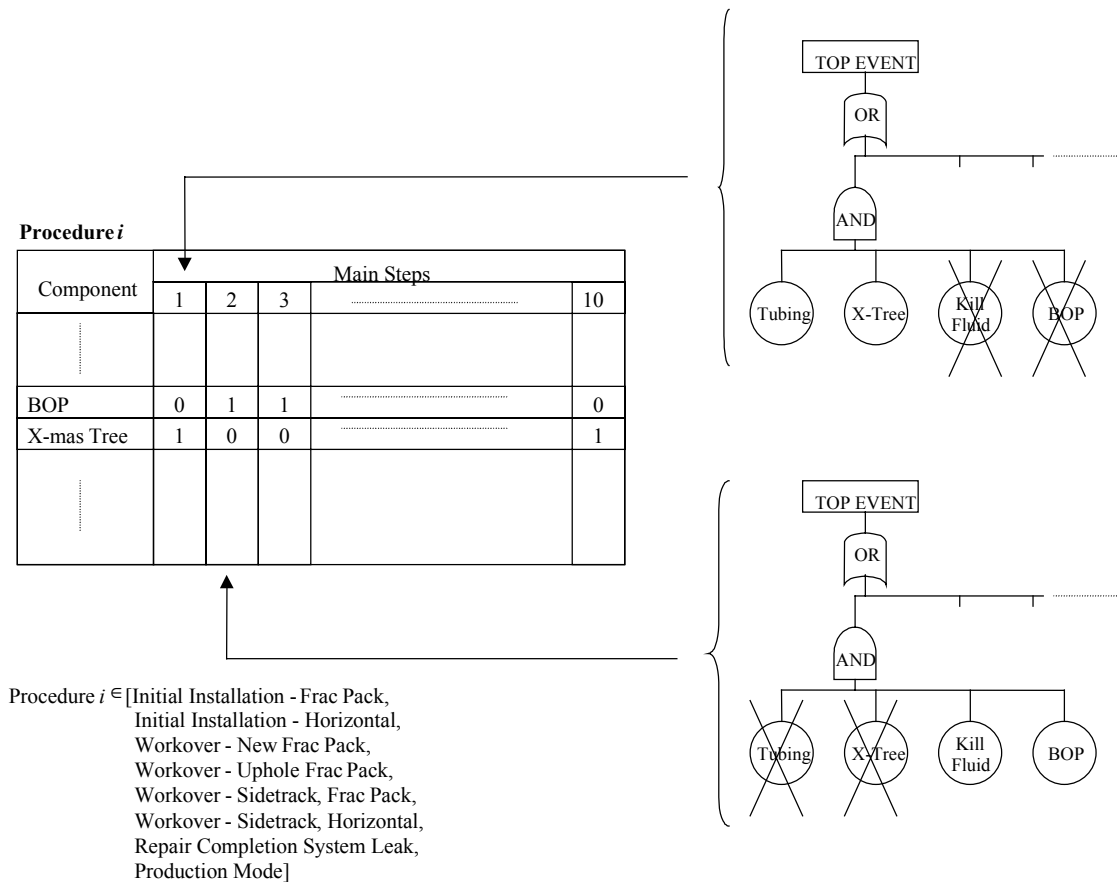 TOP EVENT
OR
AND
Tubing X-Tree Kill Fluid BOP
Procedure i
Component Main Steps
1 2 3 10
BOP 0 1 1 0
X-mas Tree 1 0 0 1
TOP EVENT
OR
AND
Tubing X-Tree Kill Fluid BOP
Procedure i ∈ [Initial Installation - Frac Pack,
Initial Installation - Horizontal,
Workover - New Frac Pack,
Workover - Uphole Frac Pack,
Workover - Sidetrack, Frac Pack,
Workover - Sidetrack, Horizontal,
Repair Completion System Leak,
Production Mode]